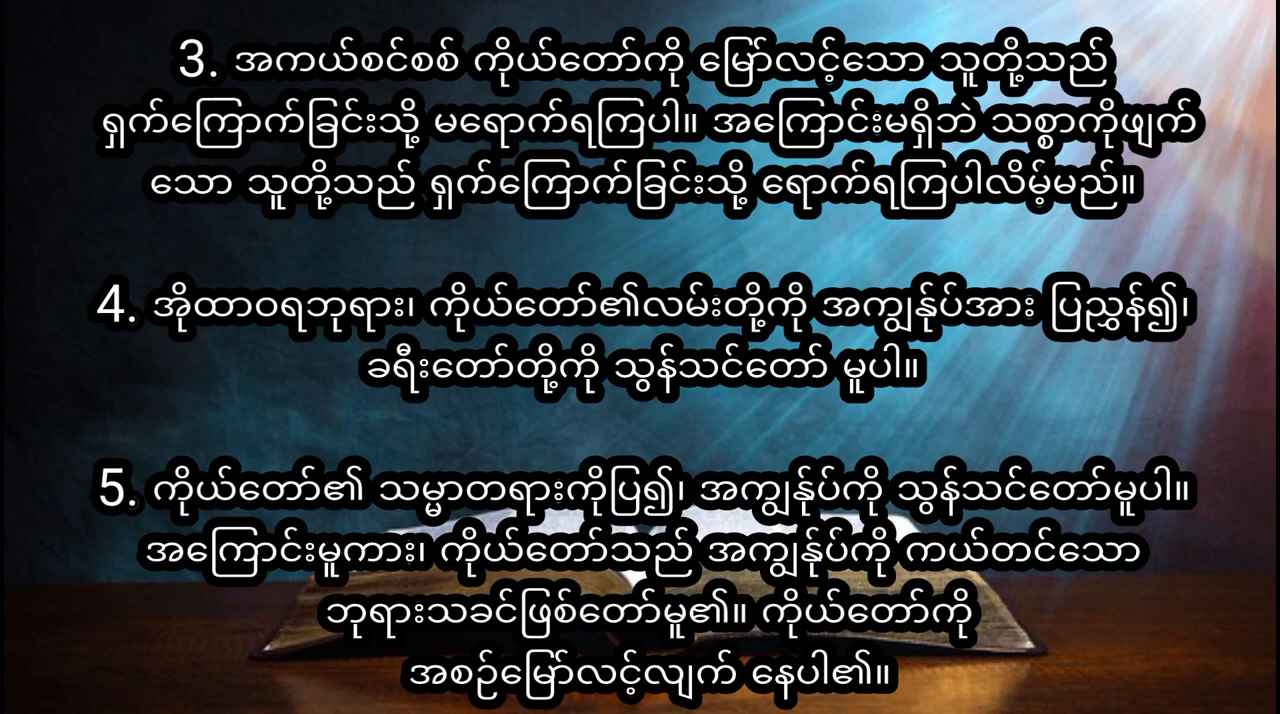 3. အကယ်စင်စစ် ကိုယ်တော်ကို မြော်လင့်သော သူတို့သည်
ရှက်ကြောက်ခြင်းသို့ မရောက်ရကြပါ။ အကြောင်းမရှိဘဲ သစ္စာကိုဖျက်
သော သူတို့သည် ရှက်ကြောက်ခြင်းသို့ ရောက်ရကြပါလိမ့်မည်။
4. အိုထာဝရဘုရား၊ ကိုယ်တော်၏လမ်းတို့ကို အကျွန်ုပ်အား ပြညွှန်၍၊
ခရီးတော်တို့ကို သွန်သင်တော် မူပါ။
5. ကိုယ်တော်၏ သမ္မာတရားကိုပြ၍၊ အကျွန်ုပ်ကို သွန်သင်တော်မူပါ။
အကြောင်းမူကား၊ ကိုယ်တော်သည် အကျွန်ုပ်ကို ကယ်တင်သော
ဘုရားသခင်ဖြစ်တော်မူ၏။ ကိုယ်တော်ကို
အစဉ်မြော်လင့်လျက် နေပါ၏။